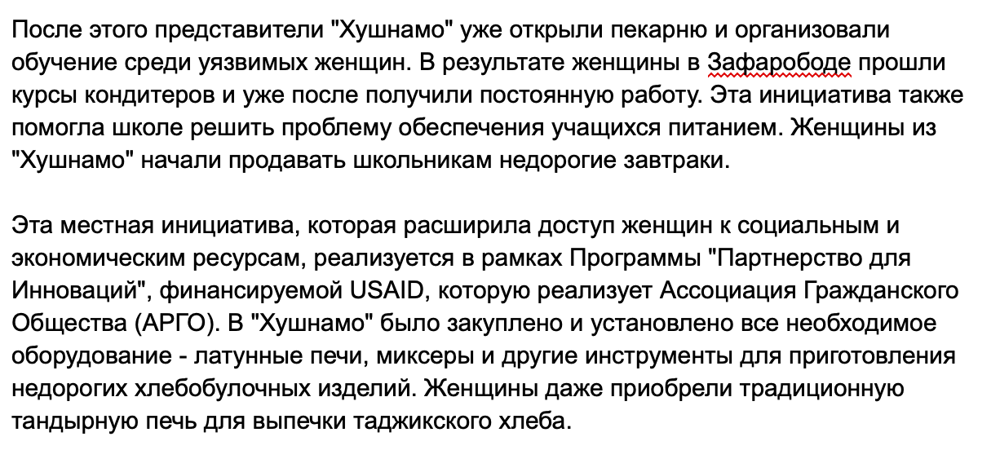 После этого представители "Хушнамо" уже открыли пекарню и организовали
обучение среди уязвимых женщин. В результате женщины в Зафарободе прошли
курсы кондитеров и уже после получили постоянную работу. Эта инициатива также
помогла школе решить проблему обеспечения учащихся питанием. Женщины из
"Хушнамо" начали продавать школьникам недорогие завтраки.

Эта местная инициатива, которая расширила доступ женщин к социальным и
экономическим ресурсам, реализуется в рамках Программы "Партнерство для
Инноваций", финансируемой USAID, которую реализует Ассоциация Гражданского
Общества (АРГО). В "Хушнамо" было закуплено и установлено все необходимое
оборудование - латунные печи, миксеры и другие инструменты для приготовления
недорогих хлебобулочных изделий. Женщины даже приобрели традиционную
тандырную печь для выпечки таджикского хлеба.